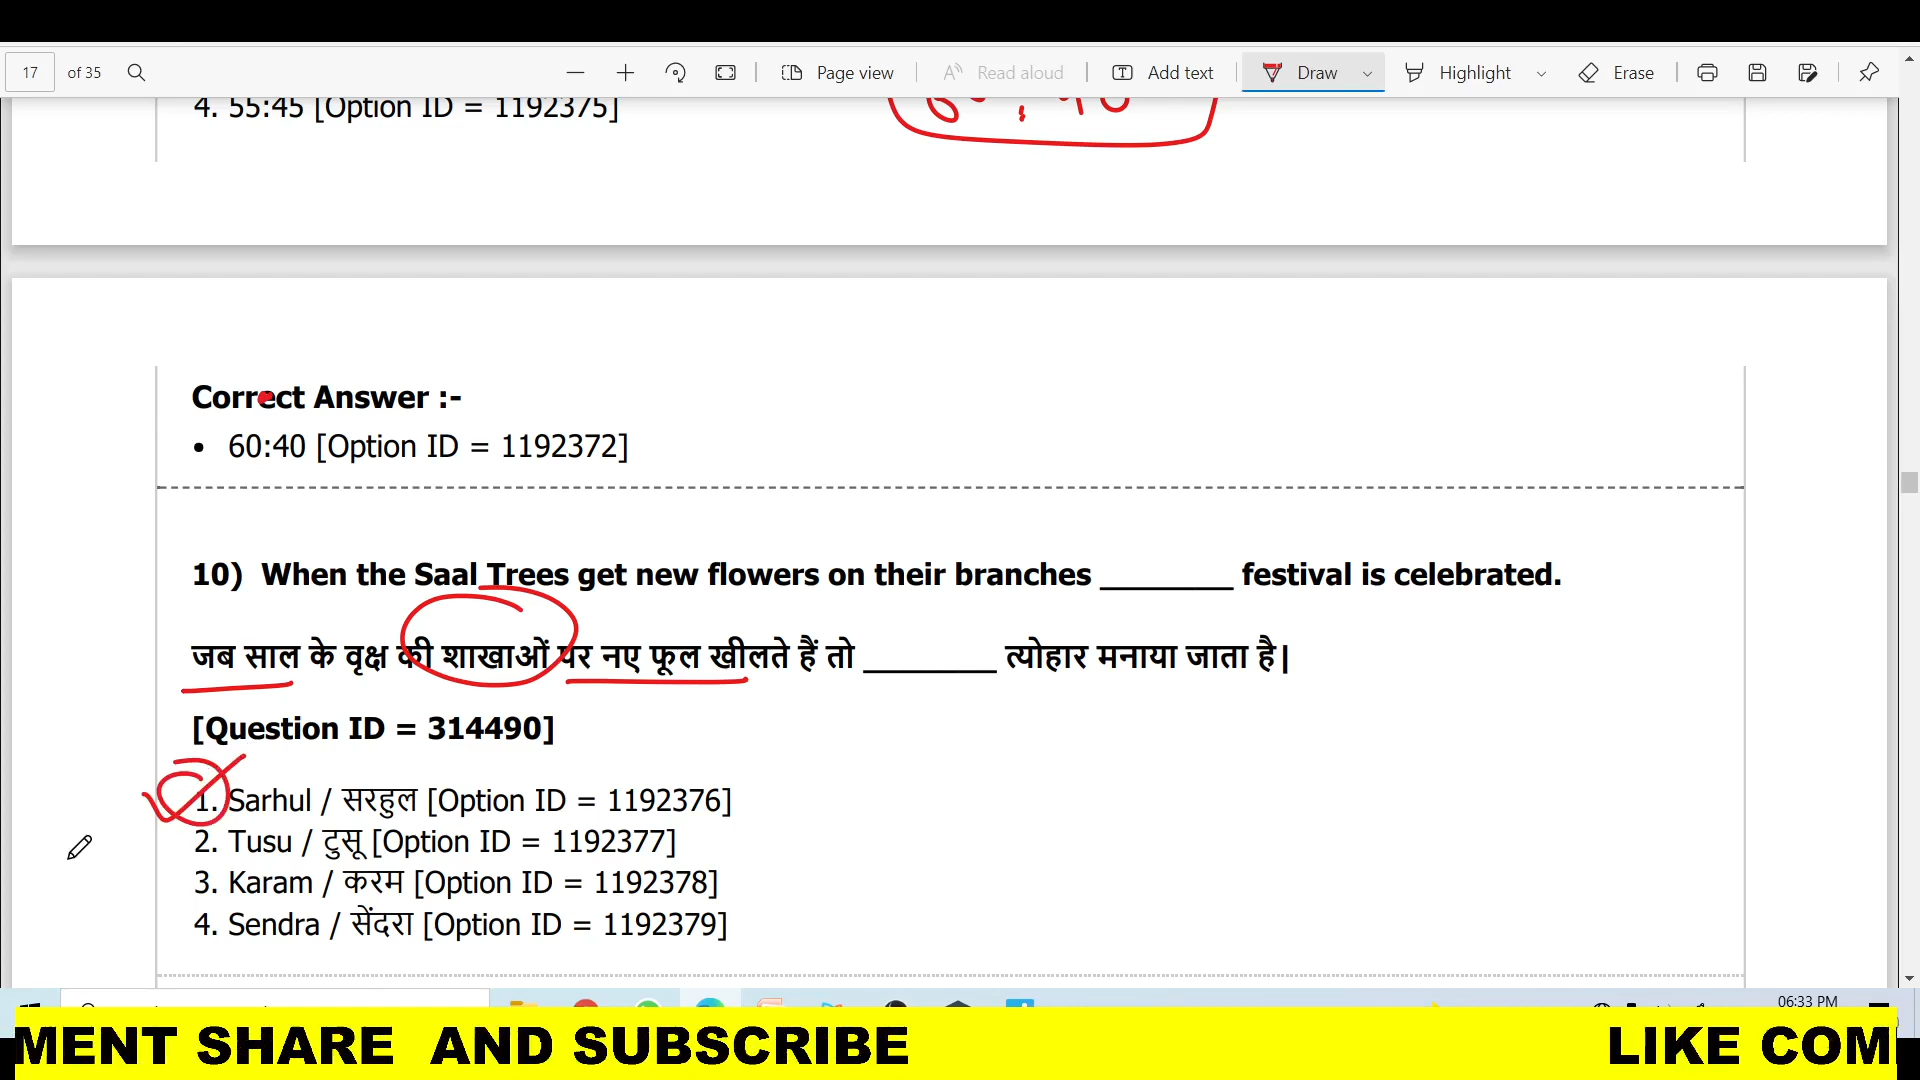 17 of 35 Page view Read aloud Add text Draw Highlight Erase
4. 55:45 [Option ID = 1192375]
Correct Answer :-
• 60:40 [Option ID = 1192372]
10) When the Saal Trees get new flowers on their branches ________ festival is celebrated.
जब साल के वृक्ष की शाखाओं पर नए फूल खीलते हैं तो ________ त्योहार मनाया जाता है|
[Question ID = 314490]
1. Sarhul / सरहुल [Option ID = 1192376]
2. Tusu / टुसू [Option ID = 1192377]
3. Karam / करम [Option ID = 1192378]
4. Sendra / सेंदरा [Option ID = 1192379]
06:33 PM
MENT SHARE AND SUBSCRIBE LIKE COM